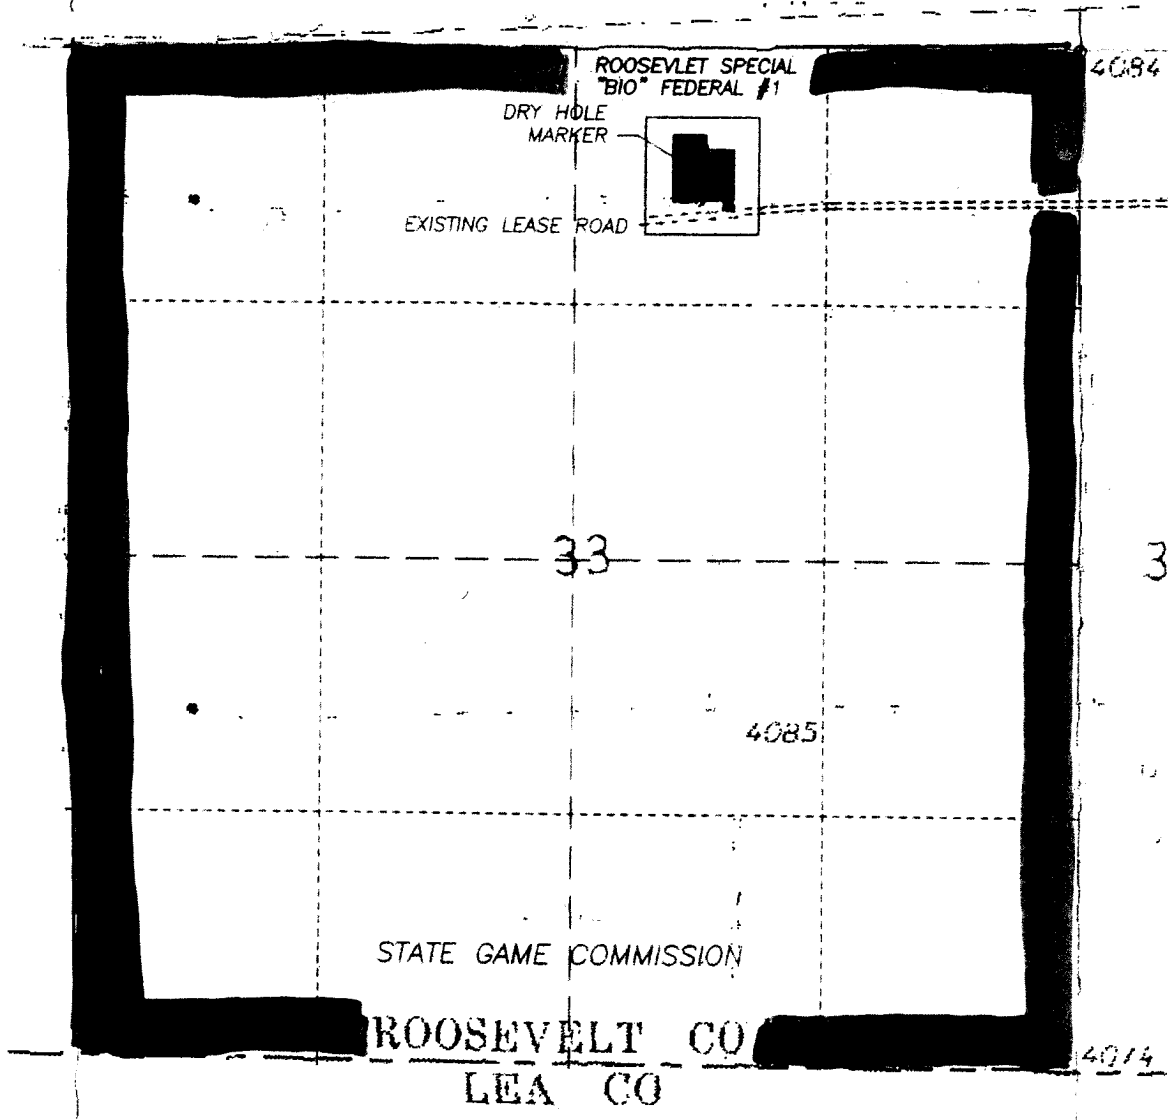 ROOSEVLET SPECIAL
"BIO" FEDERAL #1
4084
DRY HOLE
MARKER
EXISTING LEASE ROAD
33
3
4085
STATE GAME COMMISSION
ROOSEVELT CO
4074
LEA CO